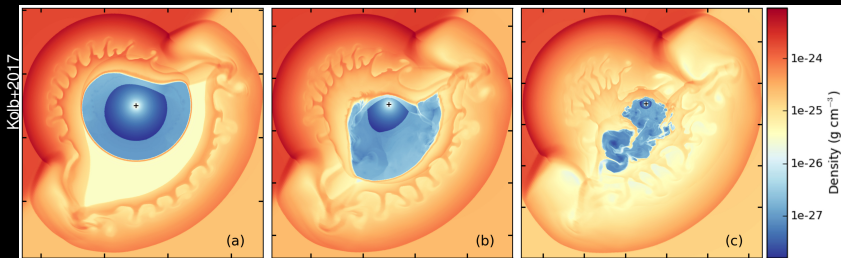 Kolb+2017
(a)
(b)
(c)
1e-24
1e-25
1e-26
1e-27
Density (g cm⁻³)